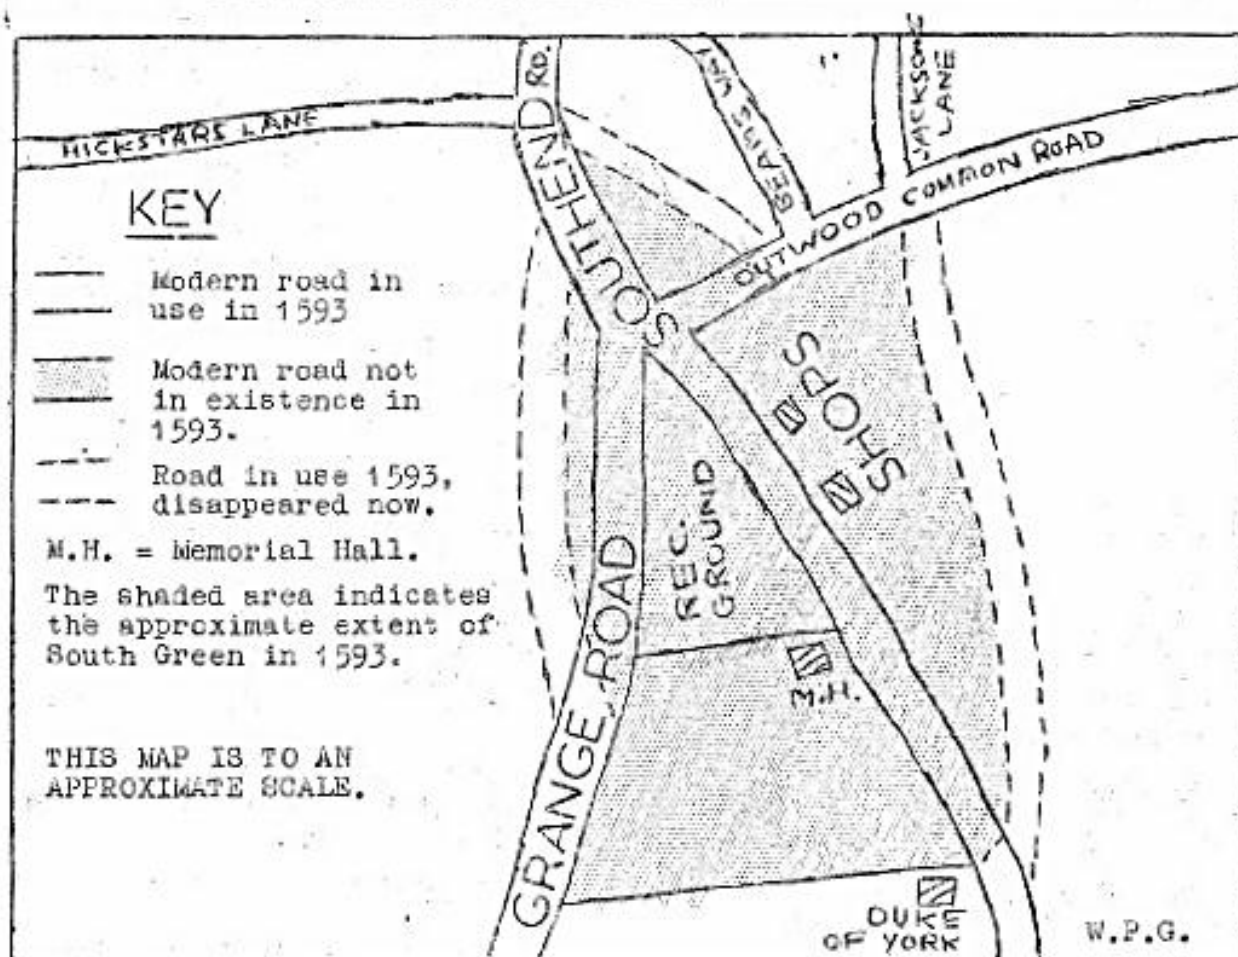 HICKSTARS LANE
SOUTHEND RD.
BEAMS WAY
JACKSONS
LANE
OUTWOOD COMMON ROAD
KEY
Modern road in
use in 1593
Modern road not
in existence in
1593.
Road in use 1593,
disappeared now.
M.H. = Memorial Hall.
The shaded area indicates
the approximate extent of
South Green in 1593.
THIS MAP IS TO AN
APPROXIMATE SCALE.
SHOPS
REC.
GROUND
M.H.
GRANGE ROAD
DUKE
OF YORK
W.P.G.